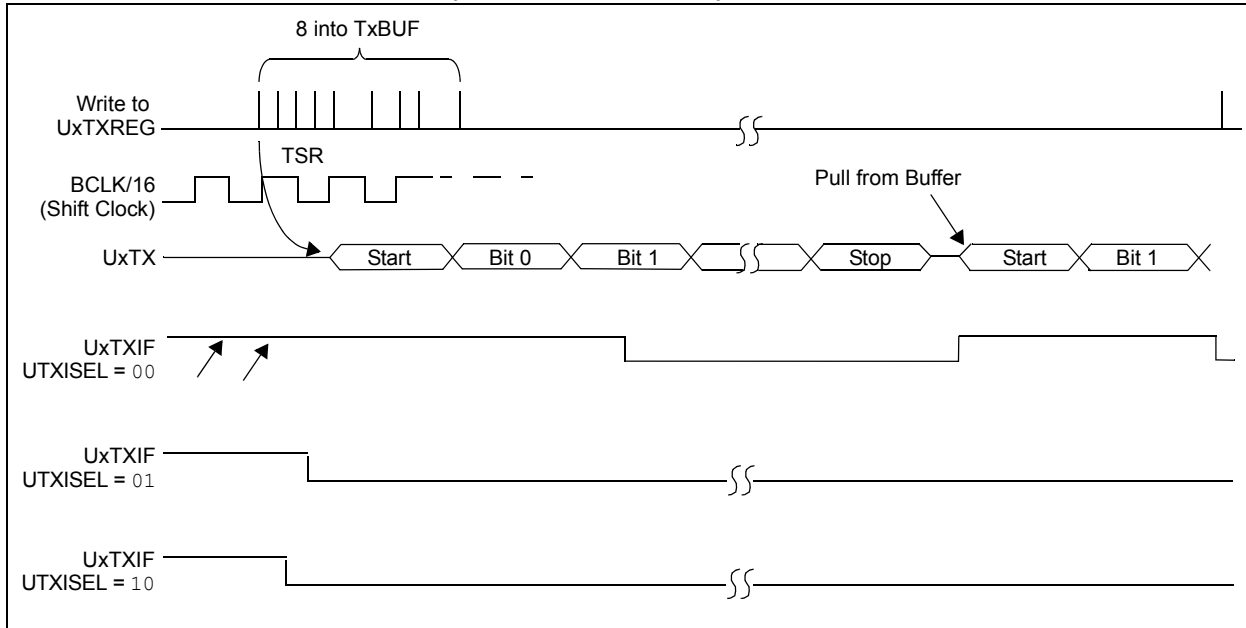 8 into TxBUF
Write to
UxTXREG
TSR
BCLK/16
(Shift Clock)
Pull from Buffer
UxTX
Start
Bit 0
Bit 1
Stop
Start
Bit 1
UxTXIF
UTXISEL = 00
UxTXIF
UTXISEL = 01
UxTXIF
UTXISEL = 10